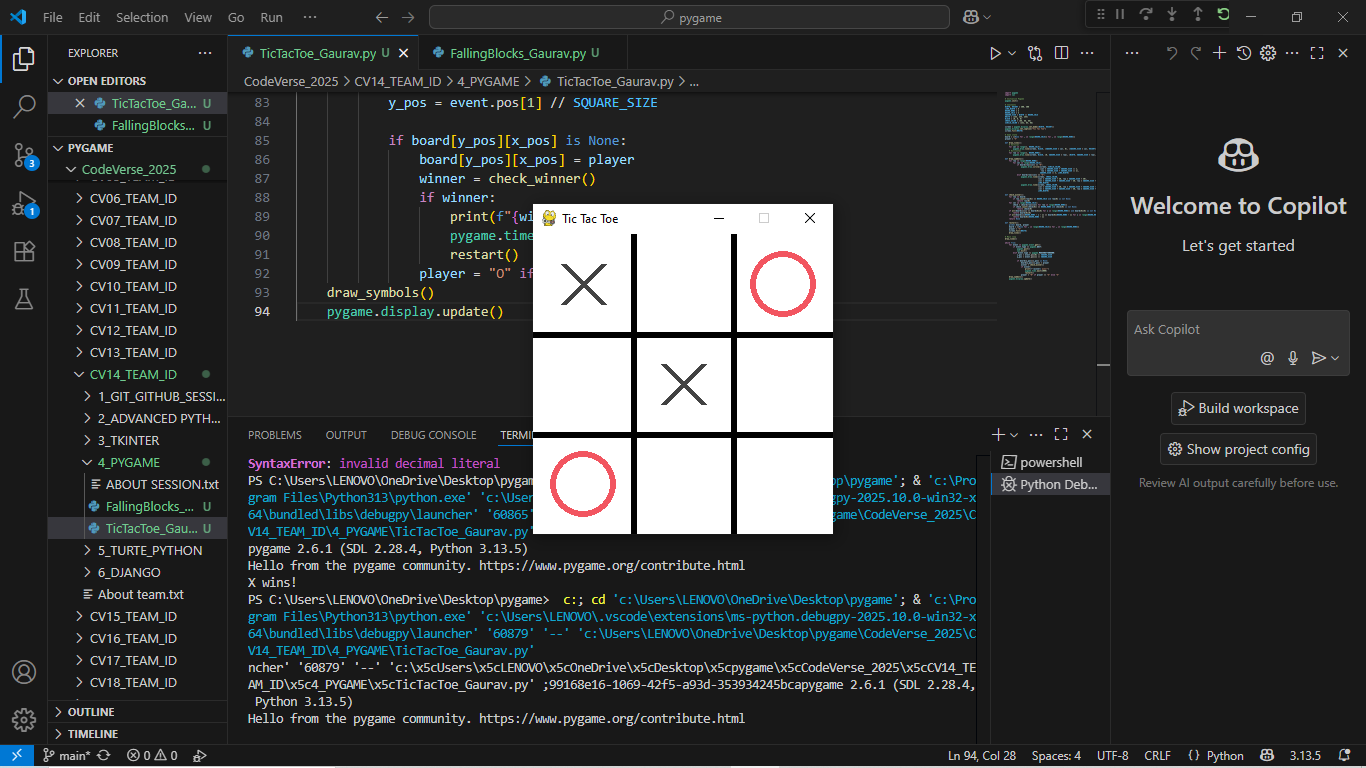 File Edit Selection View Go Run ··· pygame
EXPLORER ···
OPEN EDITORS
TicTacToe_Ga... U
FallingBlocks... U
PYGAME
CodeVerse_2025
CV06_TEAM_ID
CV07_TEAM_ID
CV08_TEAM_ID
CV09_TEAM_ID
CV10_TEAM_ID
CV11_TEAM_ID
CV12_TEAM_ID
CV13_TEAM_ID
CV14_TEAM_ID
1_GIT_GITHUB_SESSI...
2_ADVANCED PYTH...
3_TKINTER
4_PYGAME
ABOUT SESSION.txt
FallingBlocks_... U
TicTacToe_Gau... U
5_TURTE_PYTHON
6_DJANGO
About team.txt
CV15_TEAM_ID
CV16_TEAM_ID
CV17_TEAM_ID
CV18_TEAM_ID
OUTLINE
TIMELINE
3
1
TicTacToe_Gaurav.py U
FallingBlocks_Gaurav.py U
CodeVerse_2025 > CV14_TEAM_ID > 4_PYGAME > TicTacToe_Gaurav.py > ...
83 y_pos = event.pos[1] // SQUARE_SIZE
84
85 if board[y_pos][x_pos] is None:
86 board[y_pos][x_pos] = player
87 winner = check_winner()
88 if winner:
89 print(f"{wi
90 pygame.time
91 restart()
92 player = "O" if
93 draw_symbols()
94 pygame.display.update()
Tic Tac Toe
PROBLEMS OUTPUT DEBUG CONSOLE TERMI
SyntaxError: invalid decimal literal
PS C:\Users\LENOVO\OneDrive\Desktop\pygam top\pygame'; & 'c:\Pro
gram Files\Python313\python.exe' 'c:\User ugpy-2025.10.0-win32-x
64\bundled\libs\debugpy\launcher' '60865' game\CodeVerse_2025\C
V14_TEAM_ID\4_PYGAME\TicTacToe_Gaurav.py'
pygame 2.6.1 (SDL 2.28.4, Python 3.13.5)
Hello from the pygame community. https://www.pygame.org/contribute.html
X wins!
PS C:\Users\LENOVO\OneDrive\Desktop\pygame> c:; cd 'c:\Users\LENOVO\OneDrive\Desktop\pygame'; & 'c:\Pro
gram Files\Python313\python.exe' 'c:\Users\LENOVO\.vscode\extensions\ms-python.debugpy-2025.10.0-win32-x
64\bundled\libs\debugpy\launcher' '60879' '--' 'c:\Users\LENOVO\OneDrive\Desktop\pygame\CodeVerse_2025\C
V14_TEAM_ID\4_PYGAME\TicTacToe_Gaurav.py'
ncher' '60879' '--' 'c:\x5cUsers\x5cLENOVO\x5cOneDrive\x5cDesktop\x5cpygame\x5cCodeVerse_2025\x5cCV14_TE
AM_ID\x5c4_PYGAME\x5cTicTacToe_Gaurav.py' ;99168e16-1069-42f5-a93d-353934245bcapygame 2.6.1 (SDL 2.28.4,
Python 3.13.5)
Hello from the pygame community. https://www.pygame.org/contribute.html
powershell
Python Deb...
Welcome to Copilot
Let's get started
Ask Copilot
Build workspace
Show project config
Review AI output carefully before use.
main* 0 0 Ln 94, Col 28 Spaces: 4 UTF-8 CRLF { } Python 3.13.5